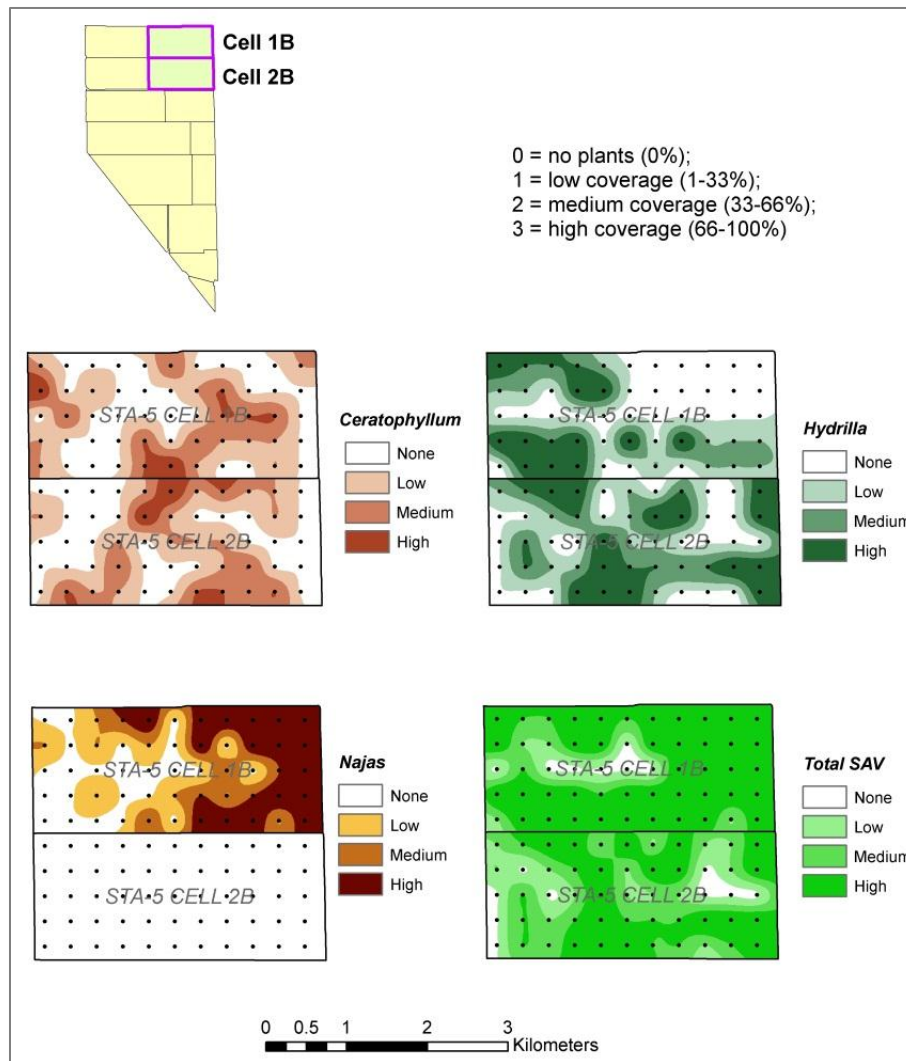 Cell 1B
Cell 2B
0 = no plants (0%);
1 = low coverage (1-33%);
2 = medium coverage (33-66%);
3 = high coverage (66-100%)
STA-5 CELL 1B
STA-5 CELL 2B
Ceratophyllum
None
Low
Medium
High
STA-5 CELL 1B
STA-5 CELL 2B
Hydrilla
None
Low
Medium
High
STA-5 CELL 1B
STA-5 CELL 2B
Najas
None
Low
Medium
High
STA-5 CELL 1B
STA-5 CELL 2B
Total SAV
None
Low
Medium
High
0 0.5 1 2 3
Kilometers